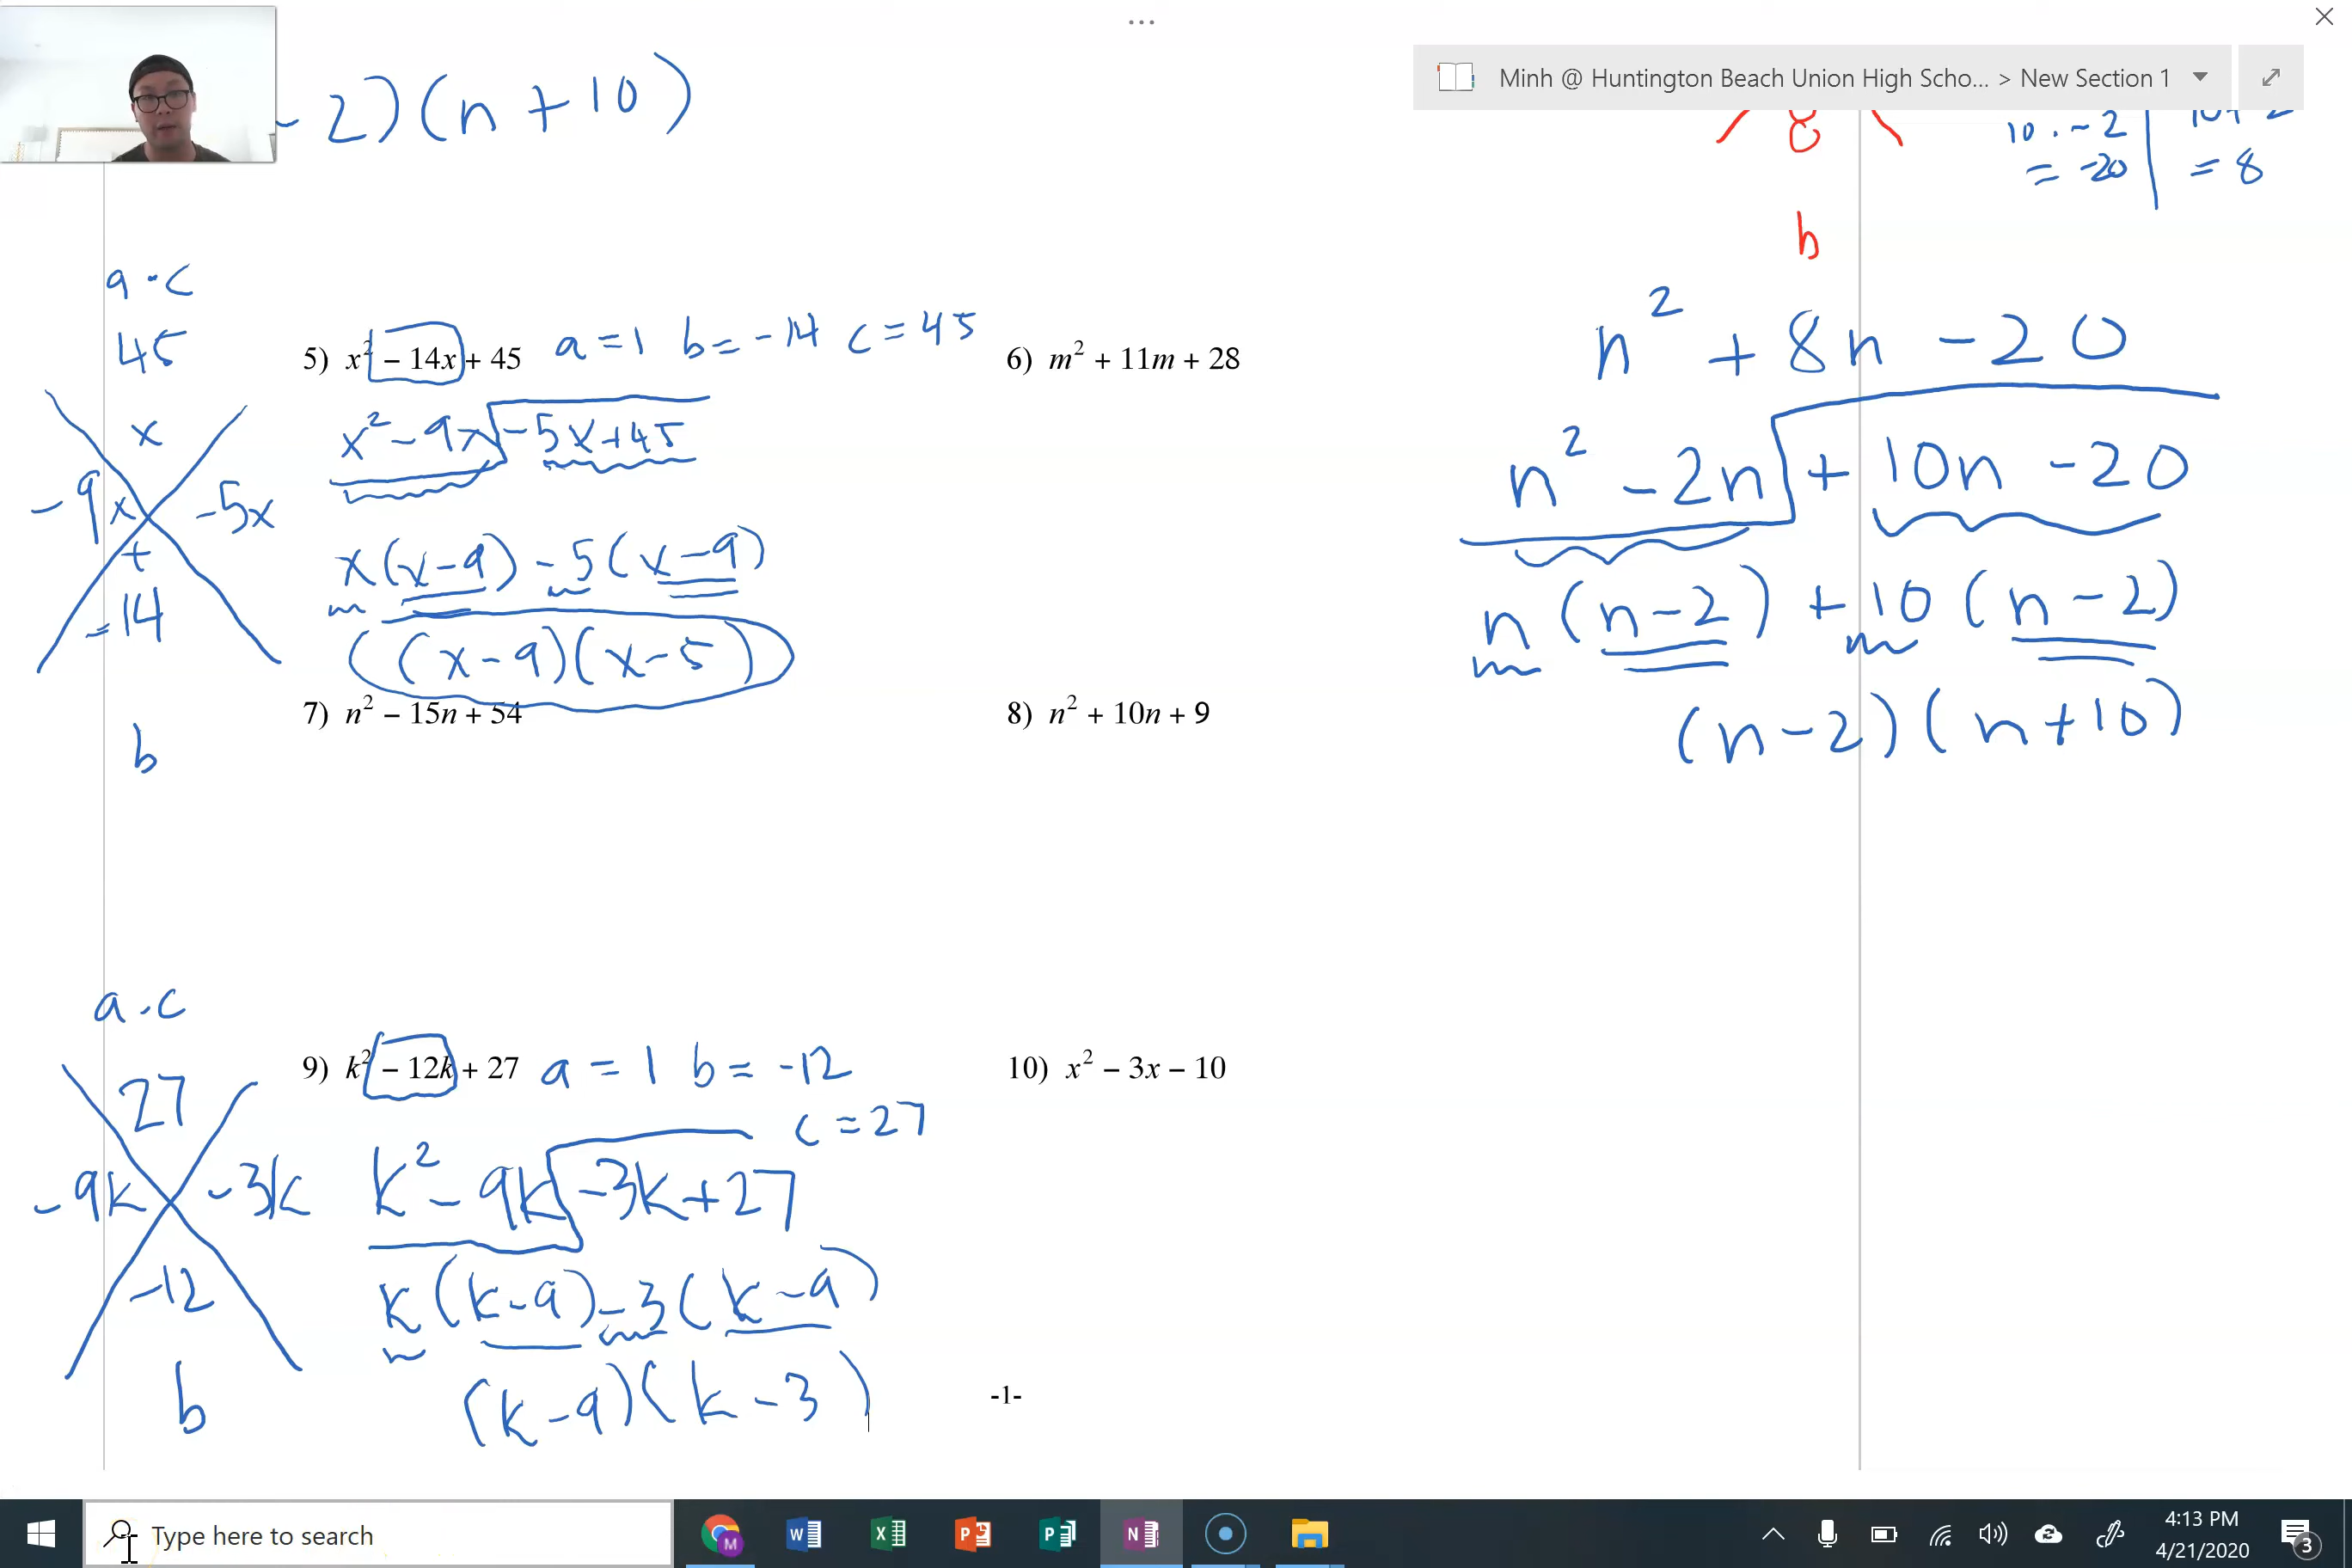 - 2)(n + 10)
Minh @ Huntington Beach Union High Scho... > New Section 1
8
10 . -2
= -20
= 8
b
a · c
45
x
-9x -5x
+
=14
b
5) x² − 14x + 45 a = 1 b = -14 c = 45
x² - 9x - 5x + 45
x(x-9) - 5(x-9)
((x-9)(x-5))
6) m² + 11m + 28
n² + 8n - 20
n² - 2n + 10n - 20
n(n-2) + 10(n-2)
(n-2)(n+10)
7) n² − 15n + 54
8) n² + 10n + 9
a . c
27
-9k -3k
-12
b
9) k² − 12k + 27 a = 1 b = -12
c = 27
k² - 9k - 3k + 27
k(k-9) - 3(k-9)
(k-9)(k-3)
10) x² − 3x − 10
-1-
Type here to search
M
W
X
P
P
N
4:13 PM
4/21/2020
3